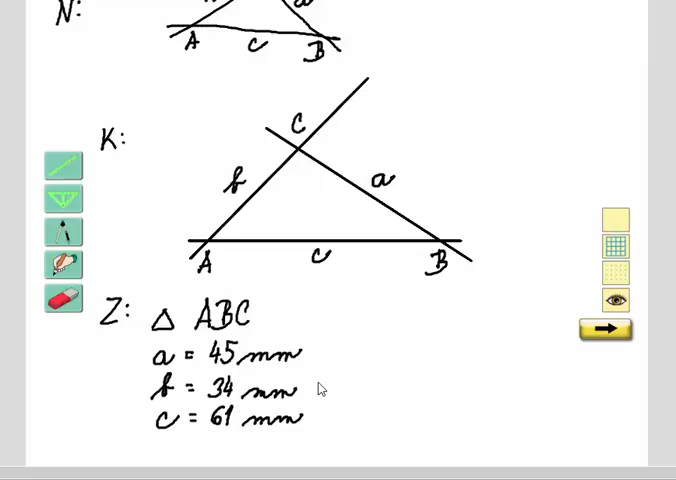 N:
a
A c B
K:
C
b a
A c B
Z: △ ABC
a = 45 mm
b = 34 mm
c = 61 mm